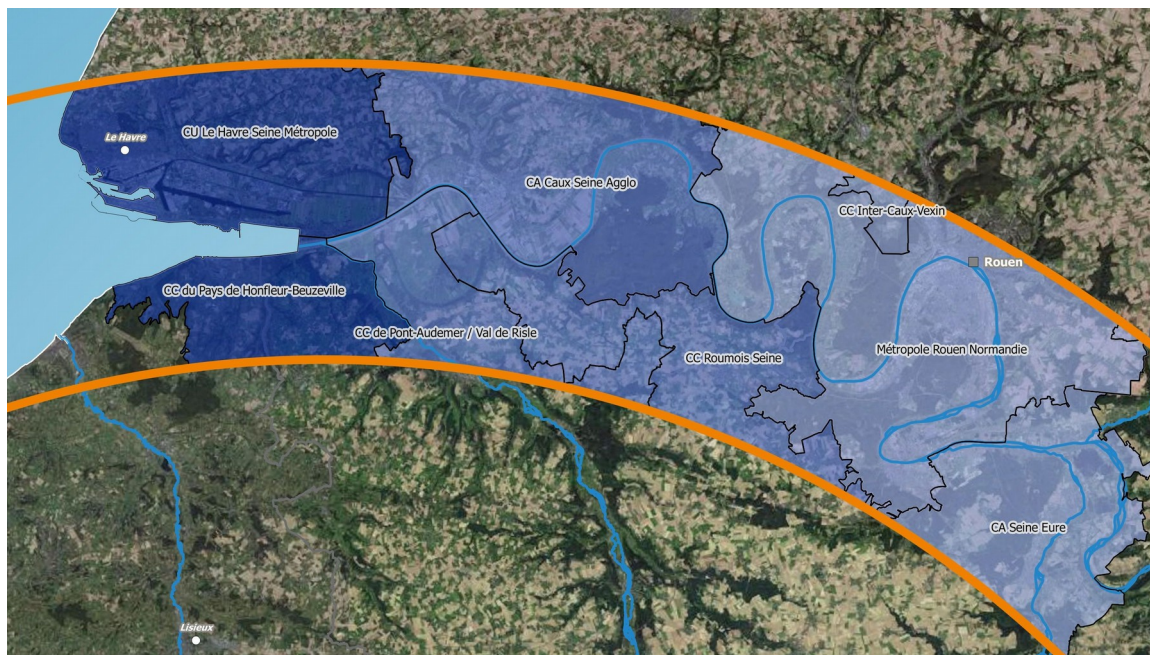 CU Le Havre Seine Métropole
Le Havre
CA Caux Seine Agglo
CC Inter-Caux-Vexin
Rouen
CC du Pays de Honfleur-Beuzeville
CC de Pont-Audemer / Val de Risle
CC Roumois Seine
Métropole Rouen Normandie
CA Seine Eure
Lisieux